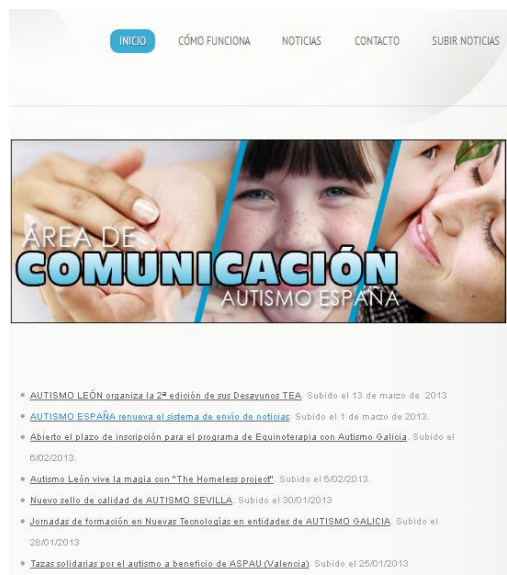 INICIO CÓMO FUNCIONA NOTICIAS CONTACTO SUBIR NOTICIAS
ÁREA DE
COMUNICACIÓN
AUTISMO ESPAÑA
AUTISMO LEÓN organiza la 2ª edición de sus Desayunos TEA. Subido el 13 de marzo de 2013
AUTISMO ESPAÑA renueva el sistema de envío de noticias. Subido el 1 de marzo de 2013.
Abierto el plazo de inscripción para el programa de Equinoterapia con Autismo Galicia. Subido el
6/02/2013.
Autismo León vive la magia con "The Homeless project". Subido el 6/02/2013.
Nuevo sello de calidad de AUTISMO SEVILLA. Subido el 30/01/2013
Jornadas de formación en Nuevas Tecnologías en entidades de AUTISMO GALICIA. Subido el
28/01/2013
Tazas solidarias por el autismo a beneficio de ASPAU (Valencia). Subido el 25/01/2013